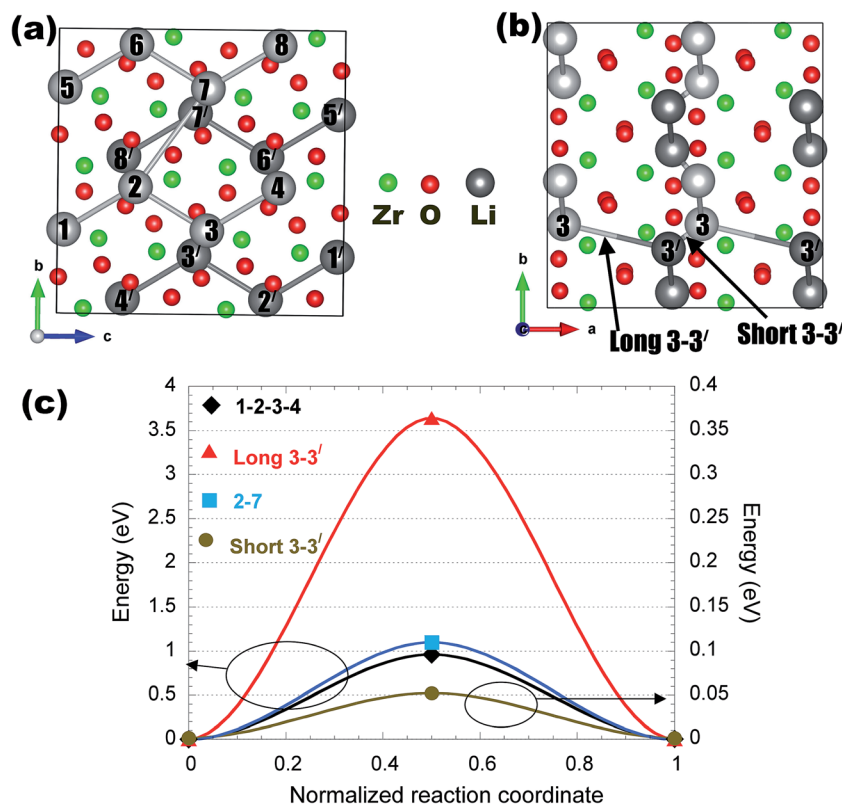 (a)
6
8
5
7
7/
5/
8/
6/
2
4
1
3
3/
1/
4/
2/
b
c
Zr O Li
(b)
3
3
3/
3/
b
c
a
Long 3-3/
Short 3-3/
(c)
4
3.5
3
2.5
2
1.5
1
0.5
0
Energy (eV)
1-2-3-4
Long 3-3/
2-7
Short 3-3/
0.4
0.35
0.3
0.25
0.2
0.15
0.1
0.05
0
Energy (eV)
0 0.2 0.4 0.6 0.8 1
Normalized reaction coordinate